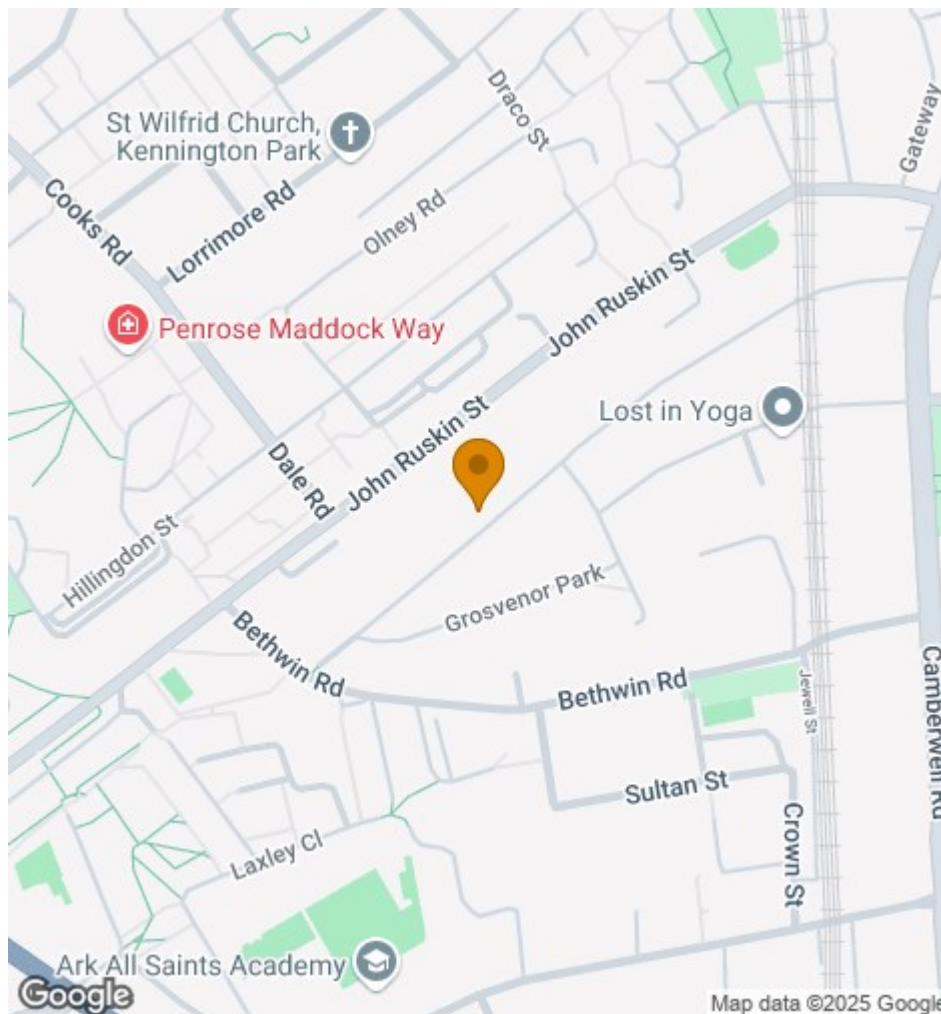 Draco St
Gateway
St Wilfrid Church,
Kennington Park
Cooks Rd
Lorrimore Rd
Olney Rd
John Ruskin St
Penrose Maddock Way
John Ruskin St
Lost in Yoga
Dale Rd
Hillingdon St
Grosvenor Park
Bethwin Rd
Bethwin Rd
Jewell St
Camberwell Rd
Sultan St
Crown St
Laxley Cl
Ark All Saints Academy
Google
Map data ©2025 Google